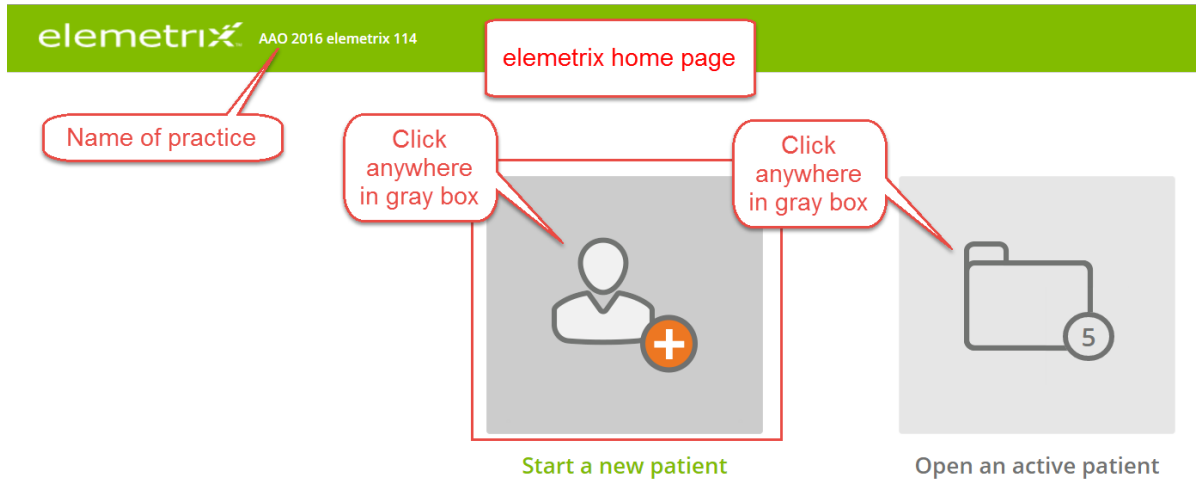 elemetrix AAO 2016 elemetrix 114
elemetrix home page
Name of practice
Click
anywhere
in gray box
Click
anywhere
in gray box
5
Start a new patient
Open an active patient